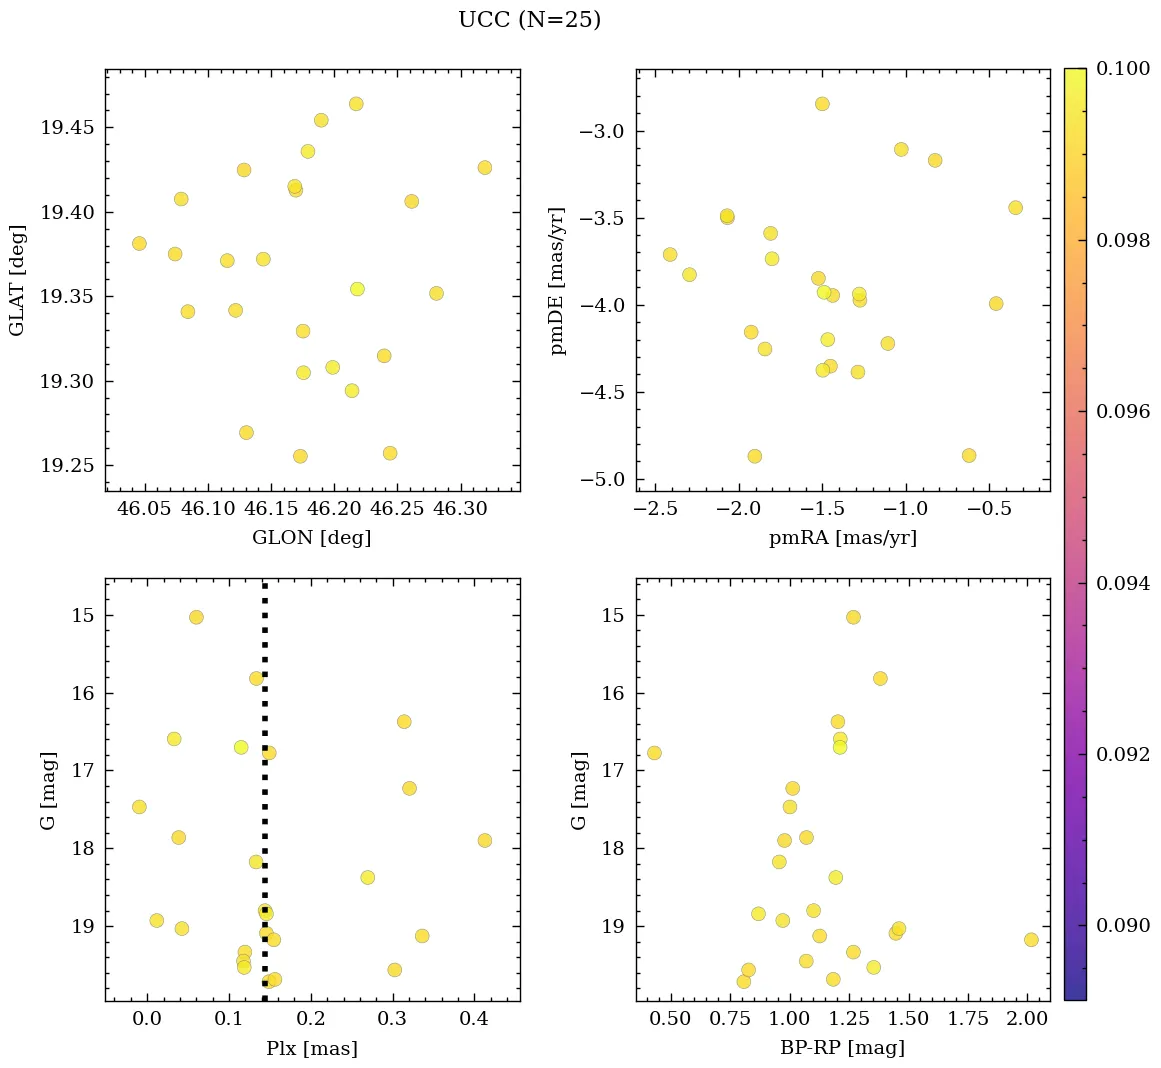 UCC (N=25)
19.45
19.40
19.35
19.30
19.25
GLAT [deg]
46.05 46.10 46.15 46.20 46.25 46.30
GLON [deg]
−3.0
−3.5
−4.0
−4.5
−5.0
pmDE [mas/yr]
−2.5 −2.0 −1.5 −1.0 −0.5
pmRA [mas/yr]
15
16
17
18
19
G [mag]
0.0 0.1 0.2 0.3 0.4
Plx [mas]
15
16
17
18
19
G [mag]
0.50 0.75 1.00 1.25 1.50 1.75 2.00
BP-RP [mag]
0.100
0.098
0.096
0.094
0.092
0.090